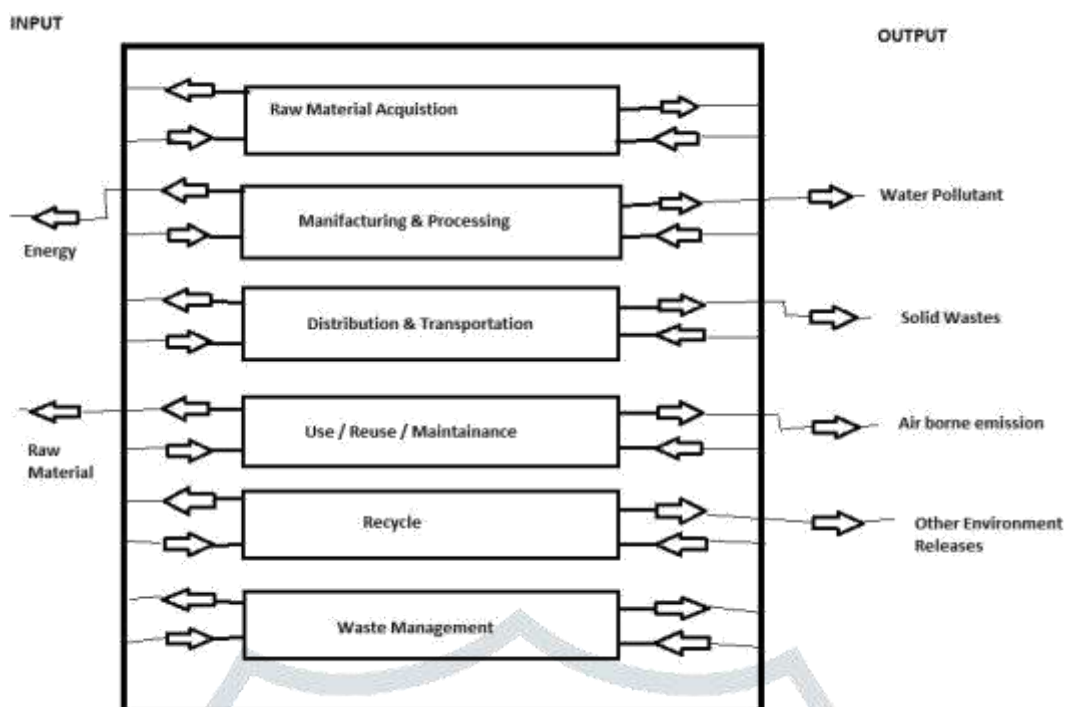 INPUT
OUTPUT
Raw Material Acquistion
Manifacturing & Processing
Water Pollutant
Energy
Distribution & Transportation
Solid Wastes
Use / Reuse / Maintainance
Air borne emission
Raw
Material
Recycle
Other Environment
Releases
Waste Management